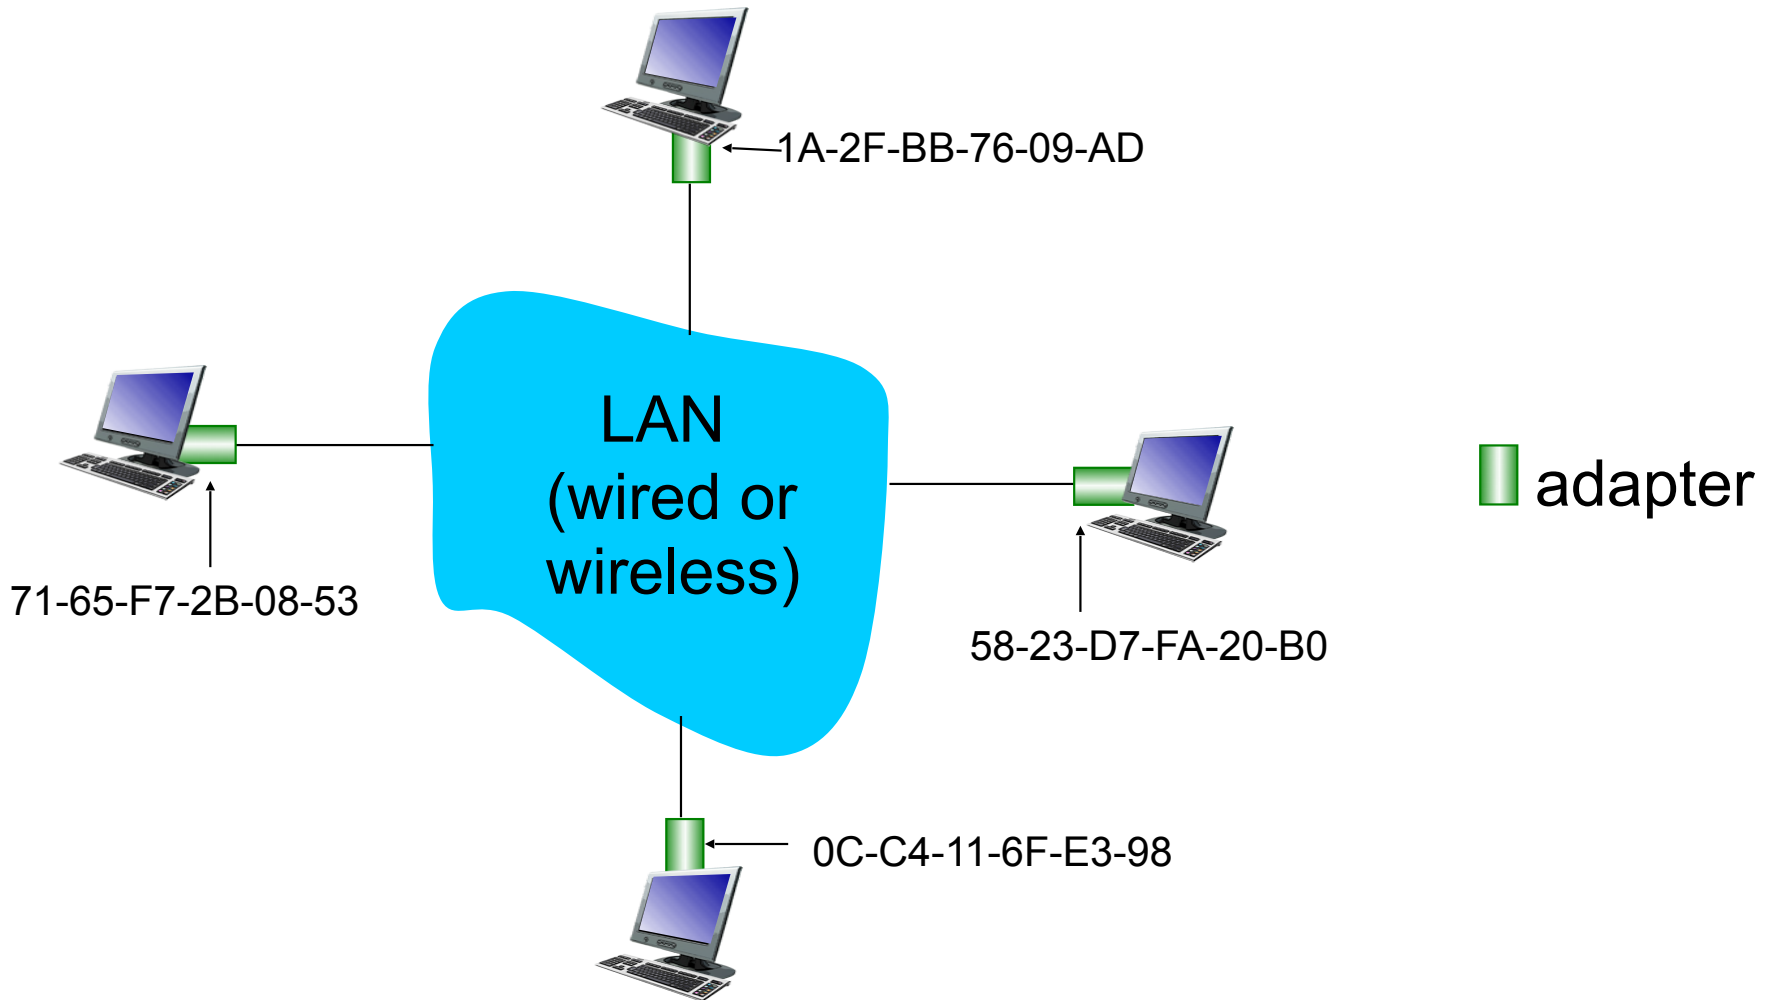 1A-2F-BB-76-09-AD
LAN
(wired or
wireless)
adapter
71-65-F7-2B-08-53
58-23-D7-FA-20-B0
0C-C4-11-6F-E3-98